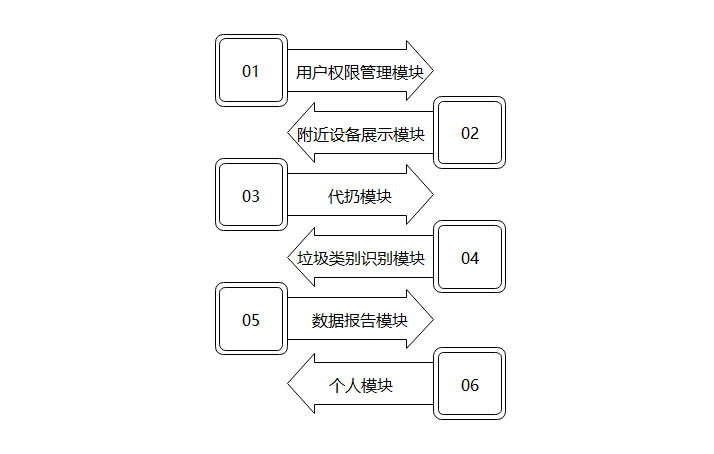 01
用户权限管理模块
附近设备展示模块
02
03
代扔模块
垃圾类别识别模块
04
05
数据报告模块
个人模块
06